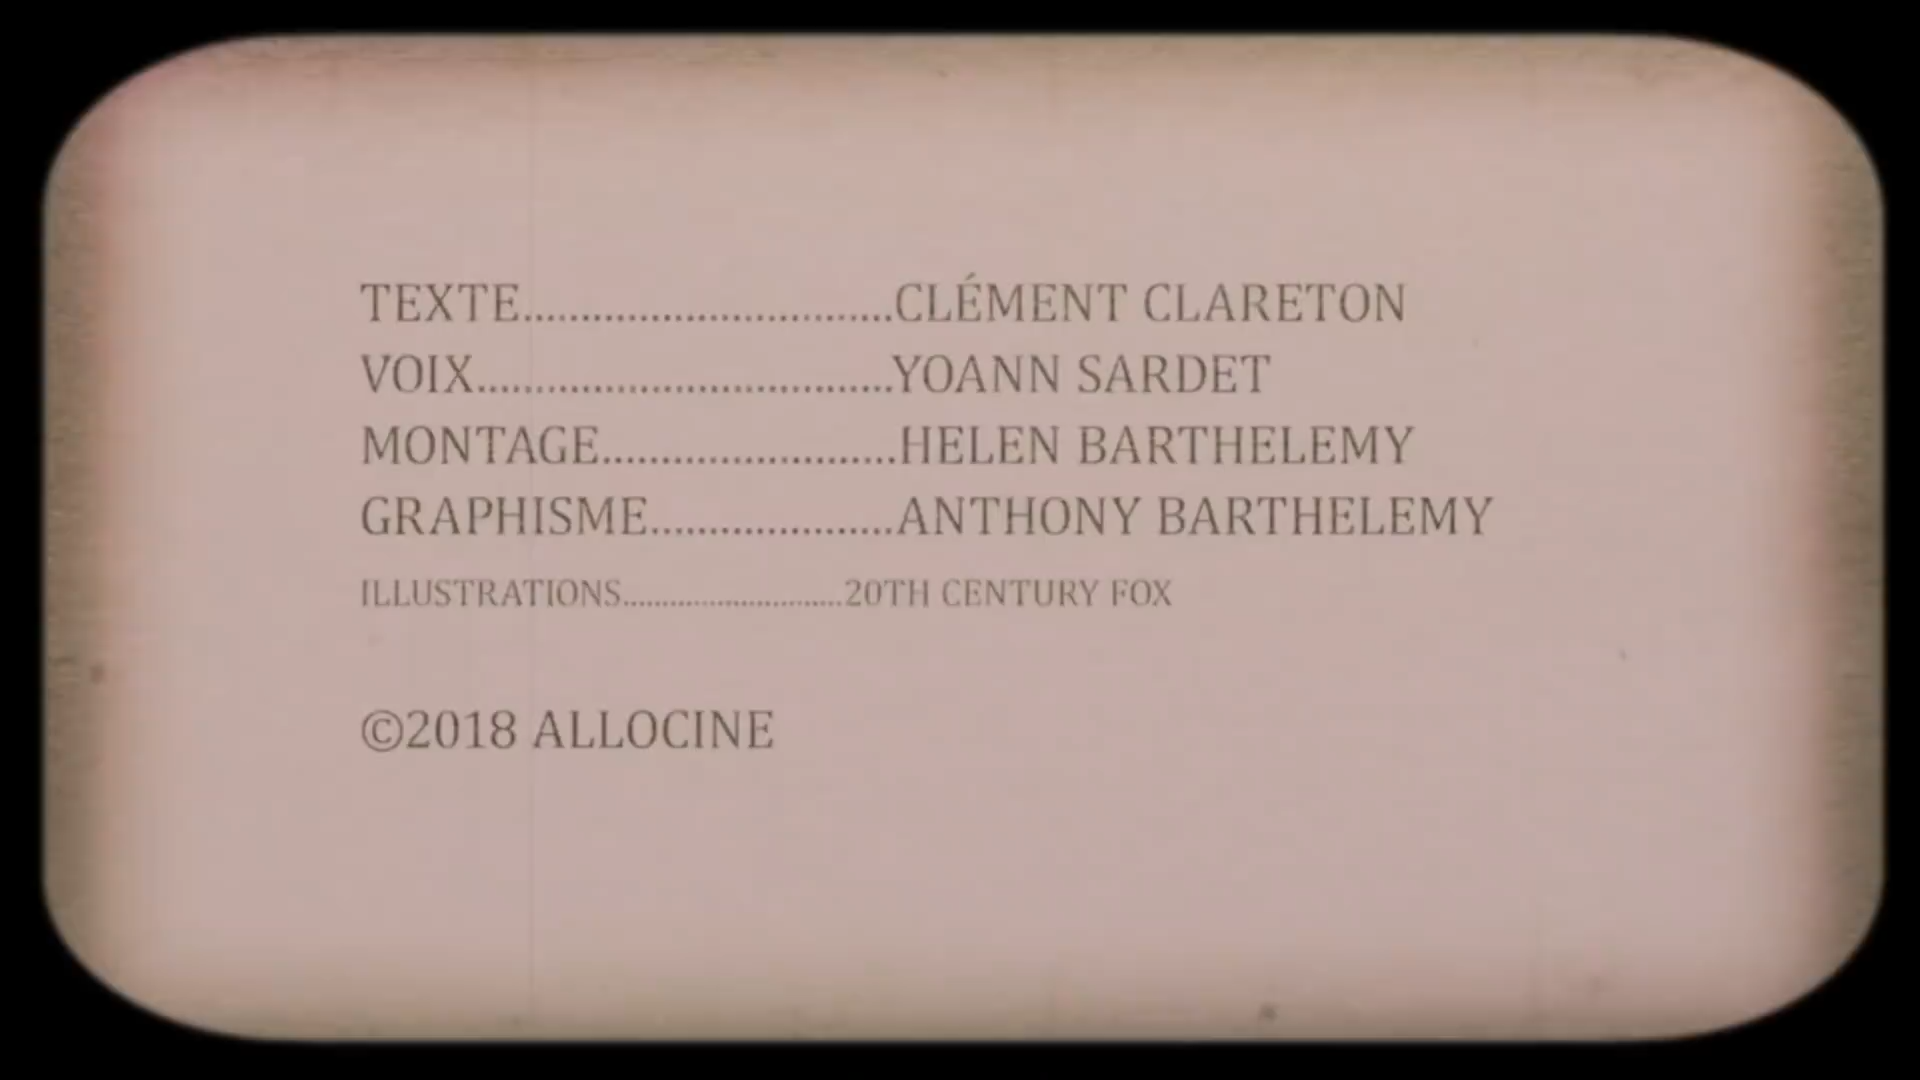 TEXTE................................CLÉMENT CLARETON
VOIX....................................YOANN SARDET
MONTAGE.........................HELEN BARTHELEMY
GRAPHISME.....................ANTHONY BARTHELEMY
ILLUSTRATIONS............................20TH CENTURY FOX
©2018 ALLOCINE